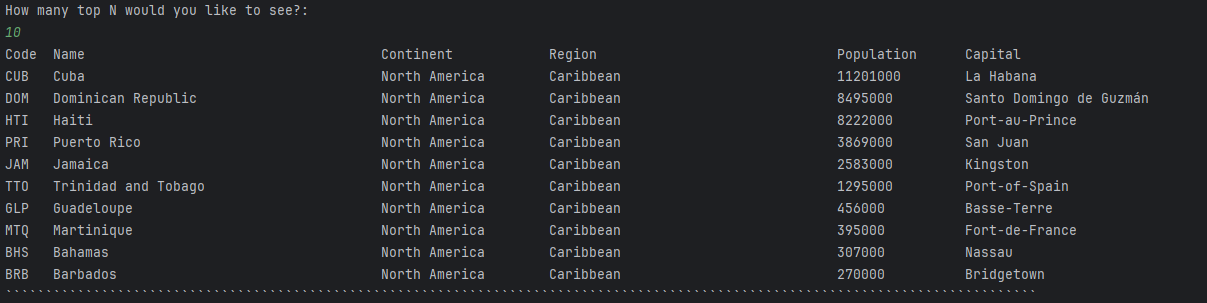 How many top N would you like to see?:
10
Code  Name                                     Continent            Region                              Population      Capital
CUB   Cuba                                     North America        Caribbean                           11201000        La Habana
DOM   Dominican Republic                       North America        Caribbean                           8495000         Santo Domingo de Guzmán
HTI   Haiti                                    North America        Caribbean                           8222000         Port-au-Prince
PRI   Puerto Rico                              North America        Caribbean                           3869000         San Juan
JAM   Jamaica                                  North America        Caribbean                           2583000         Kingston
TTO   Trinidad and Tobago                      North America        Caribbean                           1295000         Port-of-Spain
GLP   Guadeloupe                               North America        Caribbean                           456000          Basse-Terre
MTQ   Martinique                               North America        Caribbean                           395000          Fort-de-France
BHS   Bahamas                                  North America        Caribbean                           307000          Nassau
BRB   Barbados                                 North America        Caribbean                           270000          Bridgetown